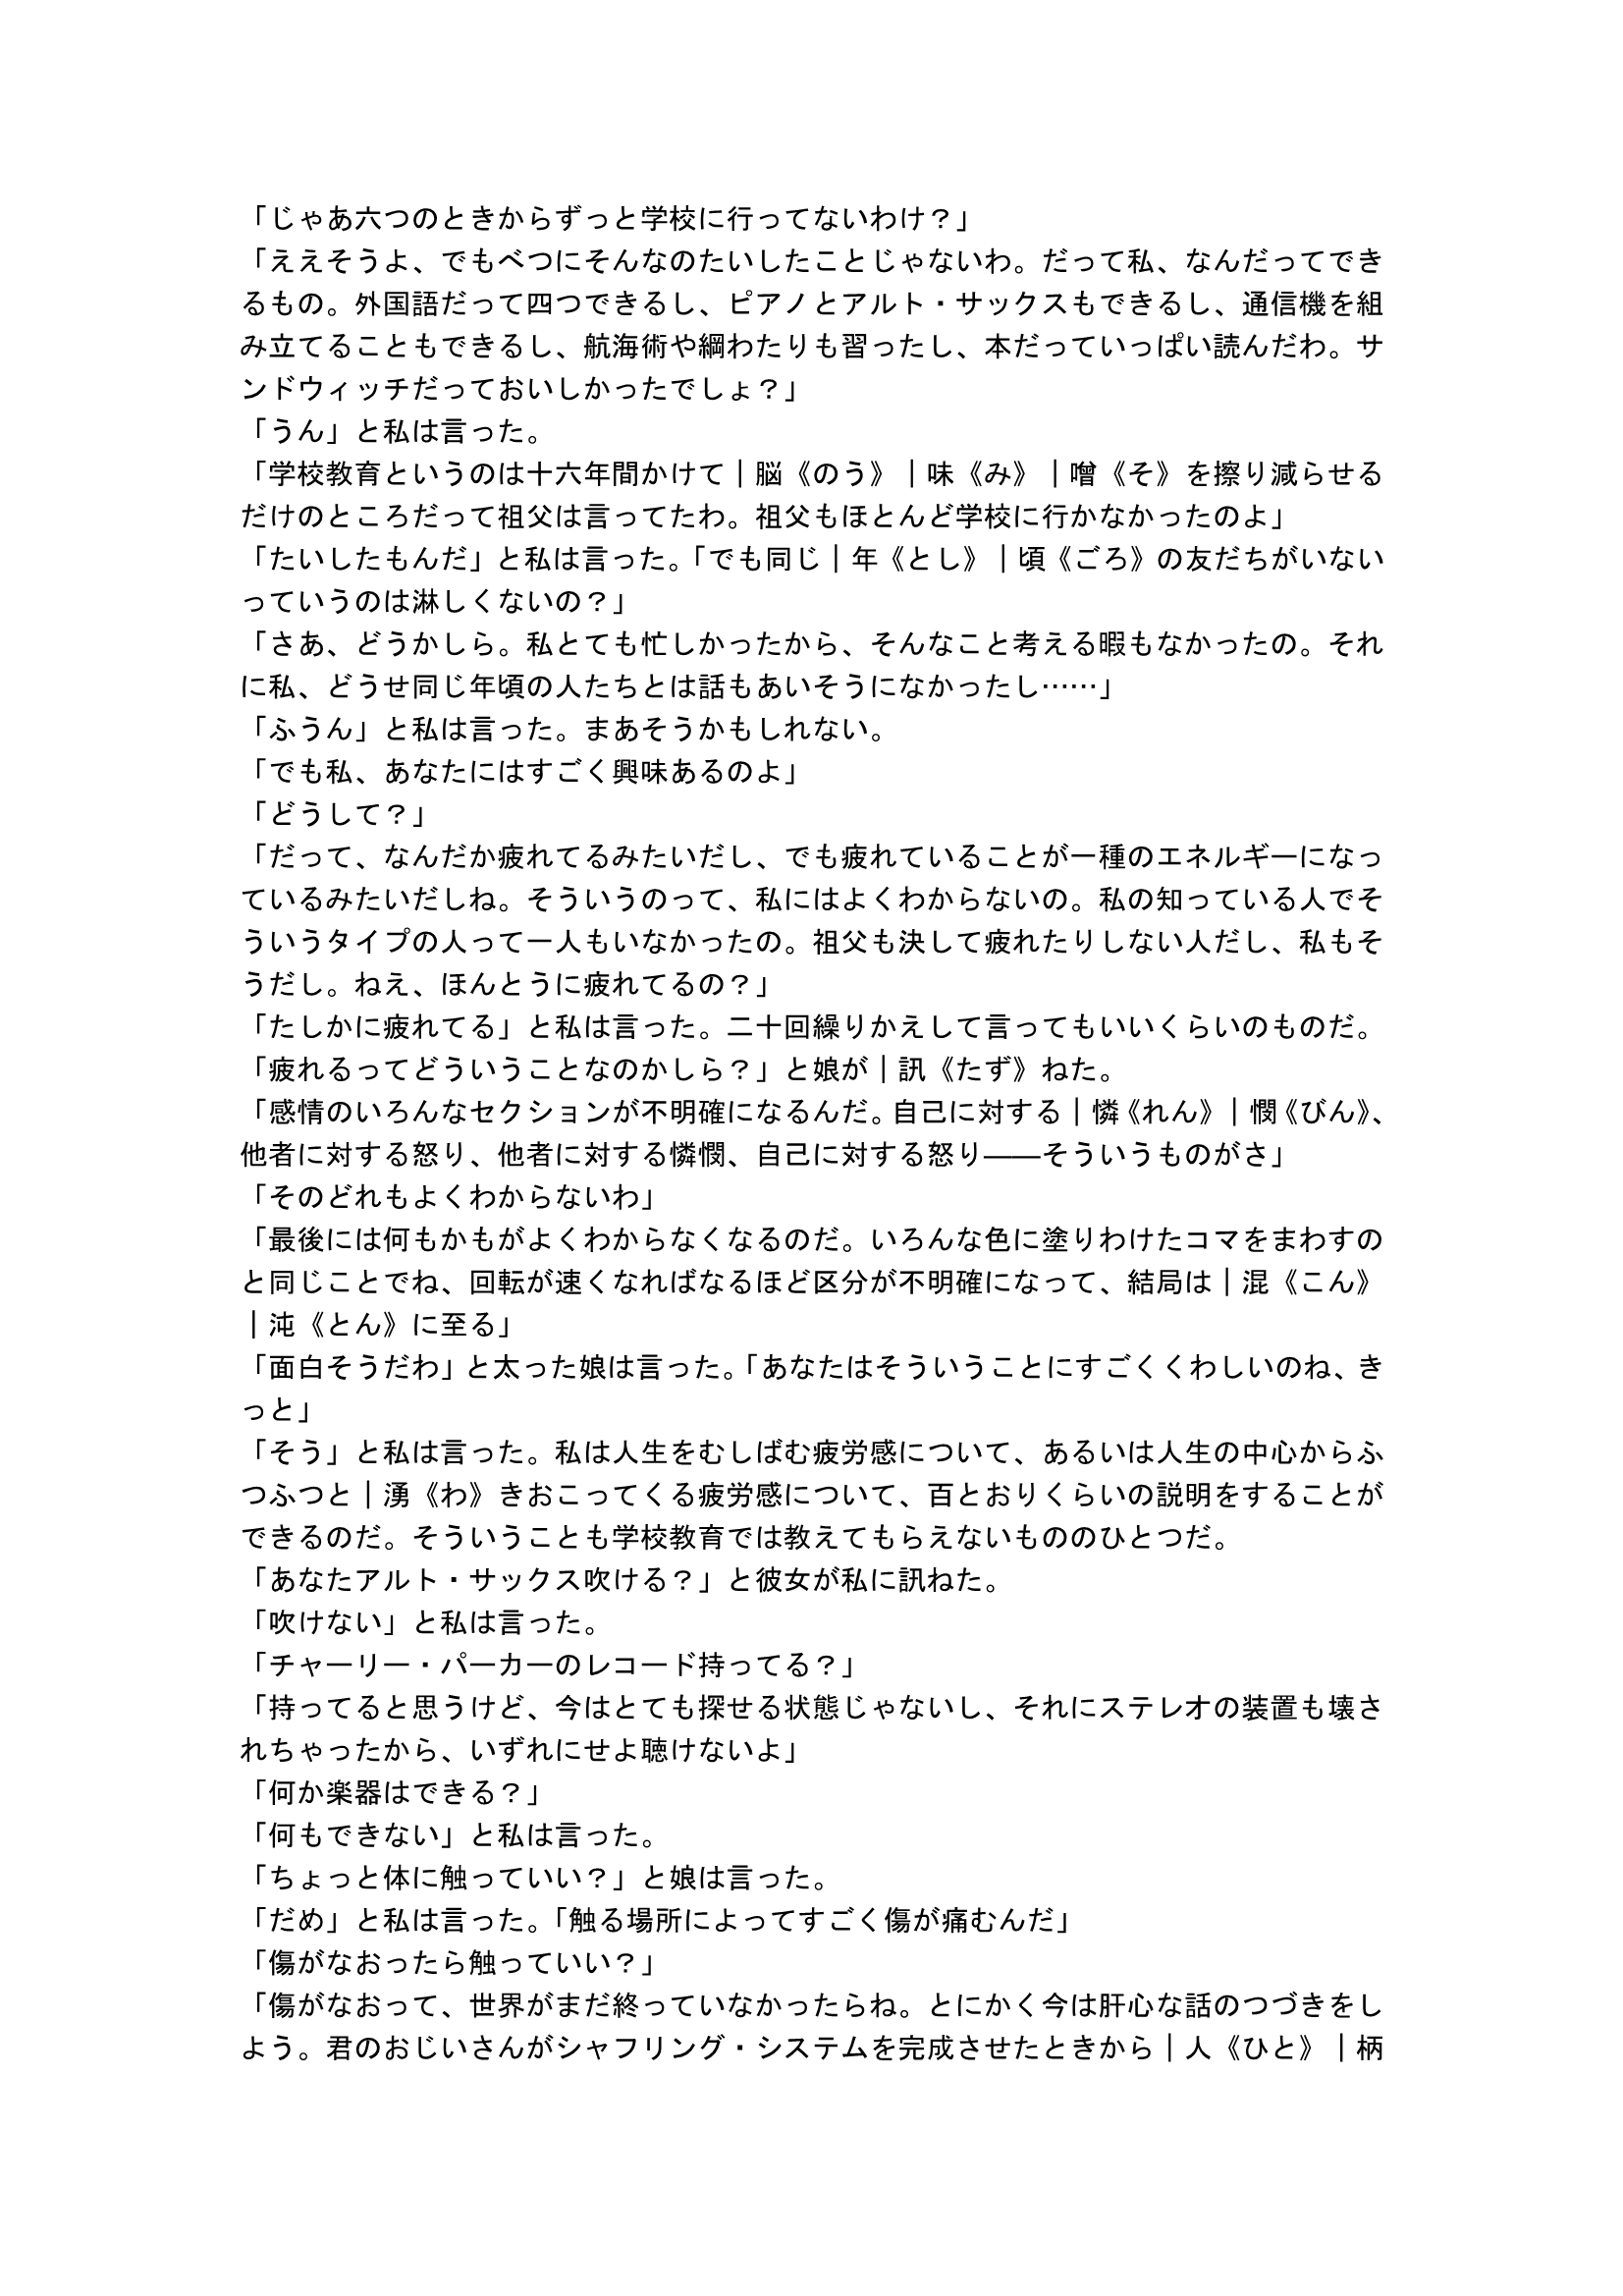 「じゃあ六つのときからずっと学校に行ってないわけ？」
「ええそうよ、でもべつにそんなのたいしたことじゃないわ。だって私、なんだってでき
るもの。外国語だって四つできるし、ピアノとアルト・サックスもできるし、通信機を組
み立てることもできるし、航海術や綱わたりも習ったし、本だっていっぱい読んだわ。サ
ンドウィッチだっておいしかったでしょ？」
「うん」と私は言った。
「学校教育というのは十六年間かけて｜脳《のう》｜味《み》｜噌《そ》を擦り減らせる
だけのところだって祖父は言ってたわ。祖父もほとんど学校に行かなかったのよ」
「たいしたもんだ」と私は言った。「でも同じ｜年《とし》｜頃《ごろ》の友だちがいない
っていうのは淋しくないの？」
「さあ、どうかしら。私とても忙しかったから、そんなこと考える暇もなかったの。それ
に私、どうせ同じ年頃の人たちとは話もあいそうになかったし……」
「ふうん」と私は言った。まあそうかもしれない。
「でも私、あなたにはすごく興味あるのよ」
「どうして？」
「だって、なんだか疲れてるみたいだし、でも疲れていることが一種のエネルギーになっ
ているみたいだしね。そういうのって、私にはよくわからないの。私の知っている人でそ
ういうタイプの人って一人もいなかったの。祖父も決して疲れたりしない人だし、私もそ
うだし。ねえ、ほんとうに疲れてるの？」
「たしかに疲れてる」と私は言った。二十回繰りかえして言ってもいいくらいのものだ。
「疲れるってどういうことなのかしら？」と娘が｜訊《たず》ねた。
「感情のいろんなセクションが不明確になるんだ。自己に対する｜憐《れん》｜憫《びん》、
他者に対する怒り、他者に対する憐憫、自己に対する怒り――そういうものがさ」
「そのどれもよくわからないわ」
「最後には何もかもがよくわからなくなるのだ。いろんな色に塗りわけたコマをまわすの
と同じことでね、回転が速くなればなるほど区分が不明確になって、結局は｜混《こん》
｜沌《とん》に至る」
「面白そうだわ」と太った娘は言った。「あなたはそういうことにすごくくわしいのね、き
っと」
「そう」と私は言った。私は人生をむしばむ疲労感について、あるいは人生の中心からふ
つふつと｜湧《わ》きおこってくる疲労感について、百とおりくらいの説明をすることが
できるのだ。そういうことも学校教育では教えてもらえないもののひとつだ。
「あなたアルト・サックス吹ける？」と彼女が私に訊ねた。
「吹けない」と私は言った。
「チャーリー・パーカーのレコード持ってる？」
「持ってると思うけど、今はとても探せる状態じゃないし、それにステレオの装置も壊さ
れちゃったから、いずれにせよ聴けないよ」
「何か楽器はできる？」
「何もできない」と私は言った。
「ちょっと体に触っていい？」と娘は言った。
「だめ」と私は言った。「触る場所によってすごく傷が痛むんだ」
「傷がなおったら触っていい？」
「傷がなおって、世界がまだ終っていなかったらね。とにかく今は肝心な話のつづきをし
よう。君のおじいさんがシャフリング・システムを完成させたときから｜人《ひと》｜柄